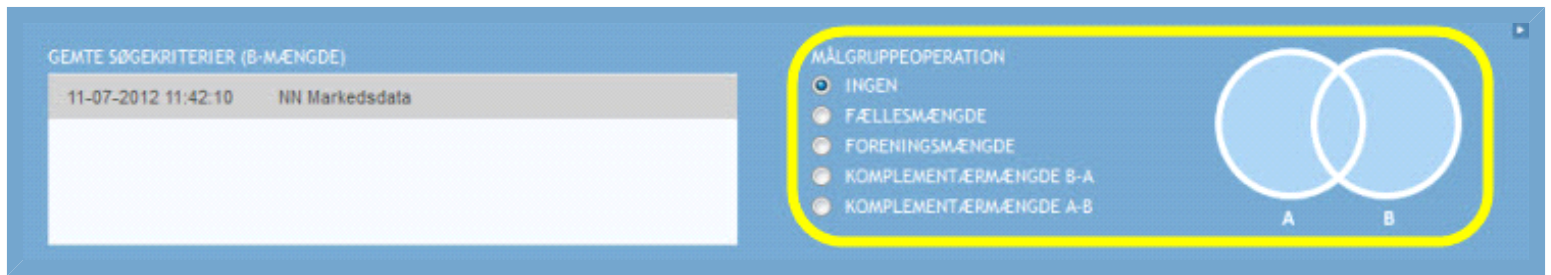 GEMTE SØGEKRITERIER (B-MÆNGDE)
11-07-2012 11:42:10 NN Markedsdata
MÅLGRUPPEOPERATION
INGEN
FÆLLESMÆNGDE
FORENINGSMÆNGDE
KOMPLEMENTÆRMÆNGDE B-A
KOMPLEMENTÆRMÆNGDE A-B
A B